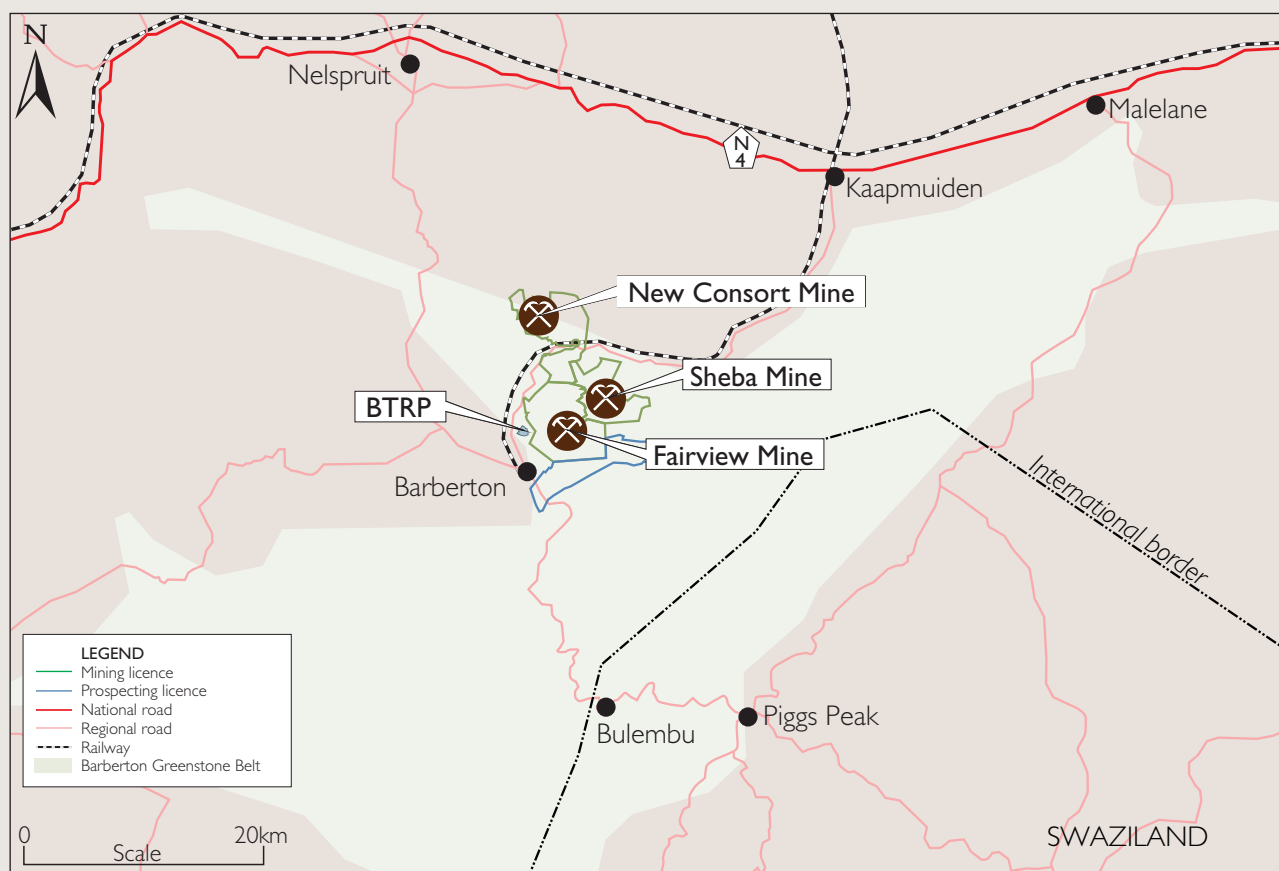 N
Nelspruit
Malelane
N
4
Kaapmuiden
New Consort Mine
Sheba Mine
BTRP
Fairview Mine
Barberton
International border
LEGEND
Mining licence
Prospecting licence
National road
Regional road
Railway
Barberton Greenstone Belt
Bulembu
Piggs Peak
0
20km
Scale
SWAZILAND